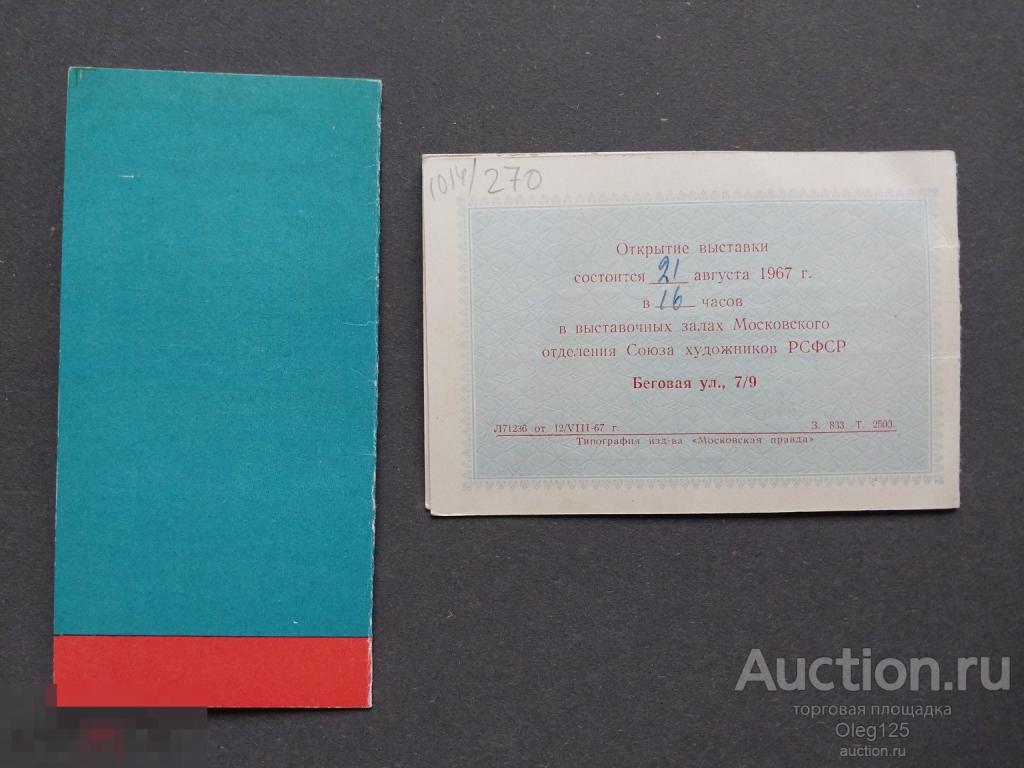 1014/270
Открытие выставки
состоится 21 августа 1967 г.
в 16 часов
в выставочных залах Московского
отделения Союза художников РСФСР
Беговая ул., 7/9
Л71236 от 12/VIII-67 г. З. 833. Т. 2500.
Типография изд-ва «Московская правда»
Auction.ru
торговая площадка
Oleg125
auction.ru